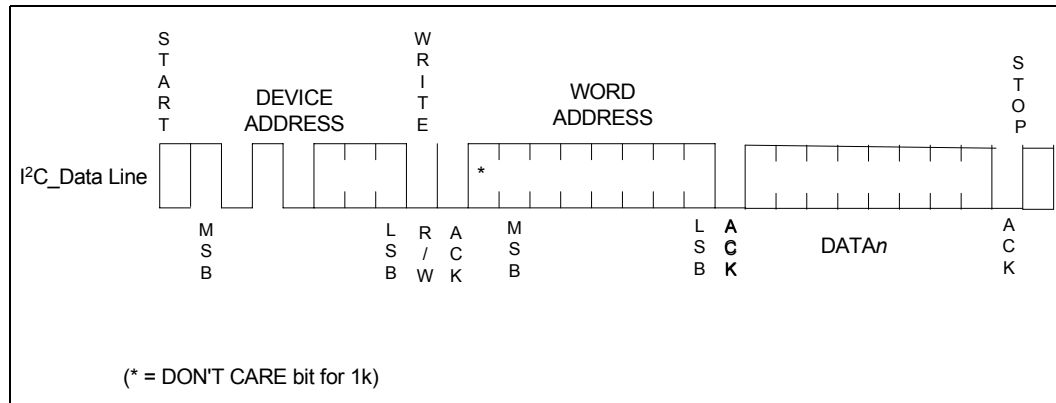 START
WRITE
STOP
DEVICE
ADDRESS
WORD
ADDRESS
I²C_Data Line
*
MSB
LSB
R/W
ACK
MSB
LSB
ACK
DATAn
ACK
(* = DON'T CARE bit for 1k)